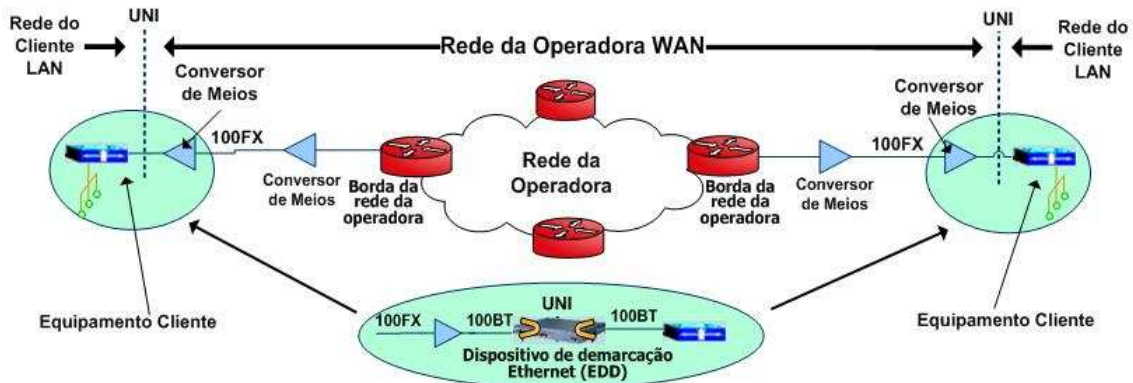 UNI
UNI
Rede do
Cliente
LAN
Rede da Operadora WAN
Rede do
Cliente
LAN
Conversor
de Meios
Conversor
de Meios
100FX
100FX
Conversor
de Meios
Borda da
rede da
operadora
Rede da
Operadora
Borda da
rede da
operadora
Conversor
de Meios
Equipamento Cliente
Equipamento Cliente
UNI
100FX
100BT
100BT
Dispositivo de demarcação
Ethernet (EDD)